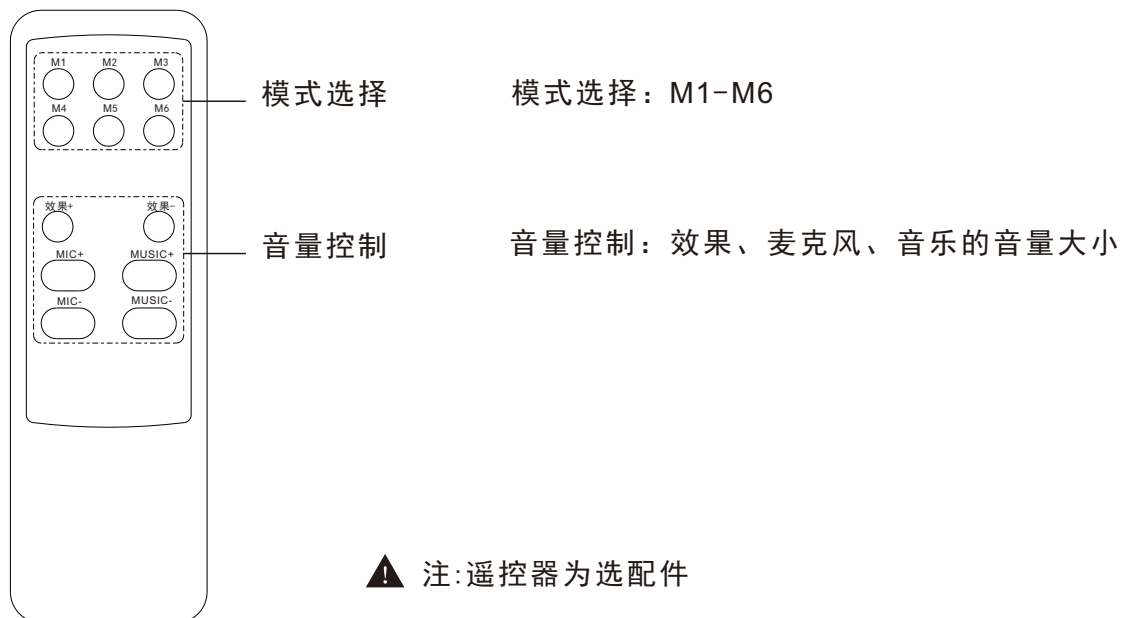 M1 M2 M3
模式选择 模式选择：M1-M6
M4 M5 M6
效果+ 效果-
音量控制 音量控制：效果、麦克风、音乐的音量大小
MIC+ MUSIC+
MIC- MUSIC-
注:遥控器为选配件